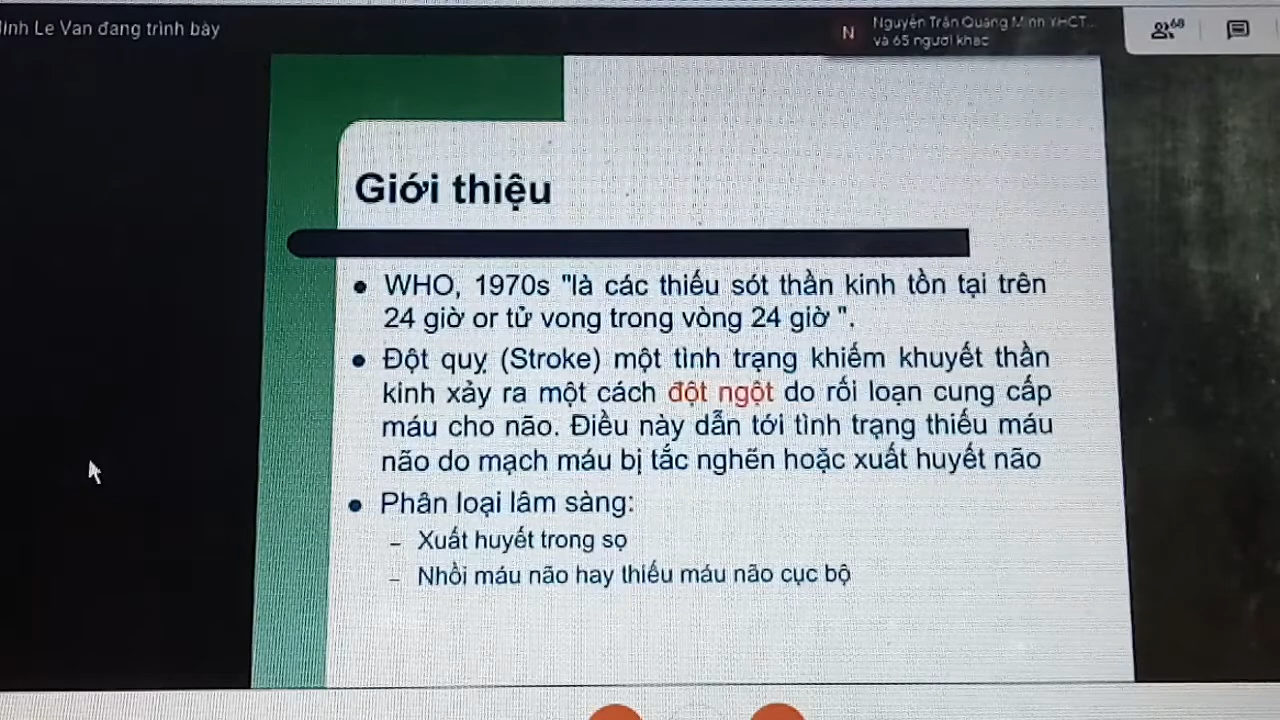 Le Van đang trình bày
N
Nguyễn Trần Quang Minh YHCT...
và 65 người khác
68
Giới thiệu
• WHO, 1970s "là các thiếu sót thần kinh tồn tại trên
24 giờ or tử vong trong vòng 24 giờ ".
• Đột quỵ (Stroke) một tình trạng khiếm khuyết thần
kinh xảy ra một cách đột ngột do rối loạn cung cấp
máu cho não. Điều này dẫn tới tình trạng thiếu máu
não do mạch máu bị tắc nghẽn hoặc xuất huyết não
• Phân loại lâm sàng:
– Xuất huyết trong sọ
– Nhồi máu não hay thiếu máu não cục bộ